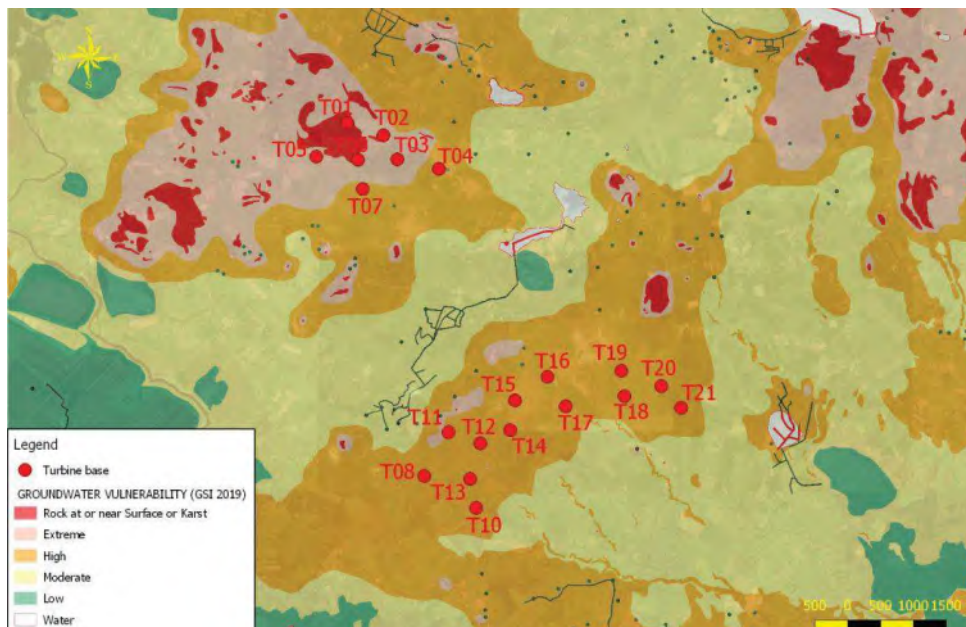 N
W E
S
T01
T02
T05
T03
T04
T07
T19
T16
T20
T15
T21
T18
T17
T11
T12
T14
T08
T13
T10
Legend
Turbine base
GROUNDWATER VULNERABILITY (GSI 2019)
Rock at or near Surface or Karst
Extreme
High
Moderate
Low
Water
500 0 500 1000 1500